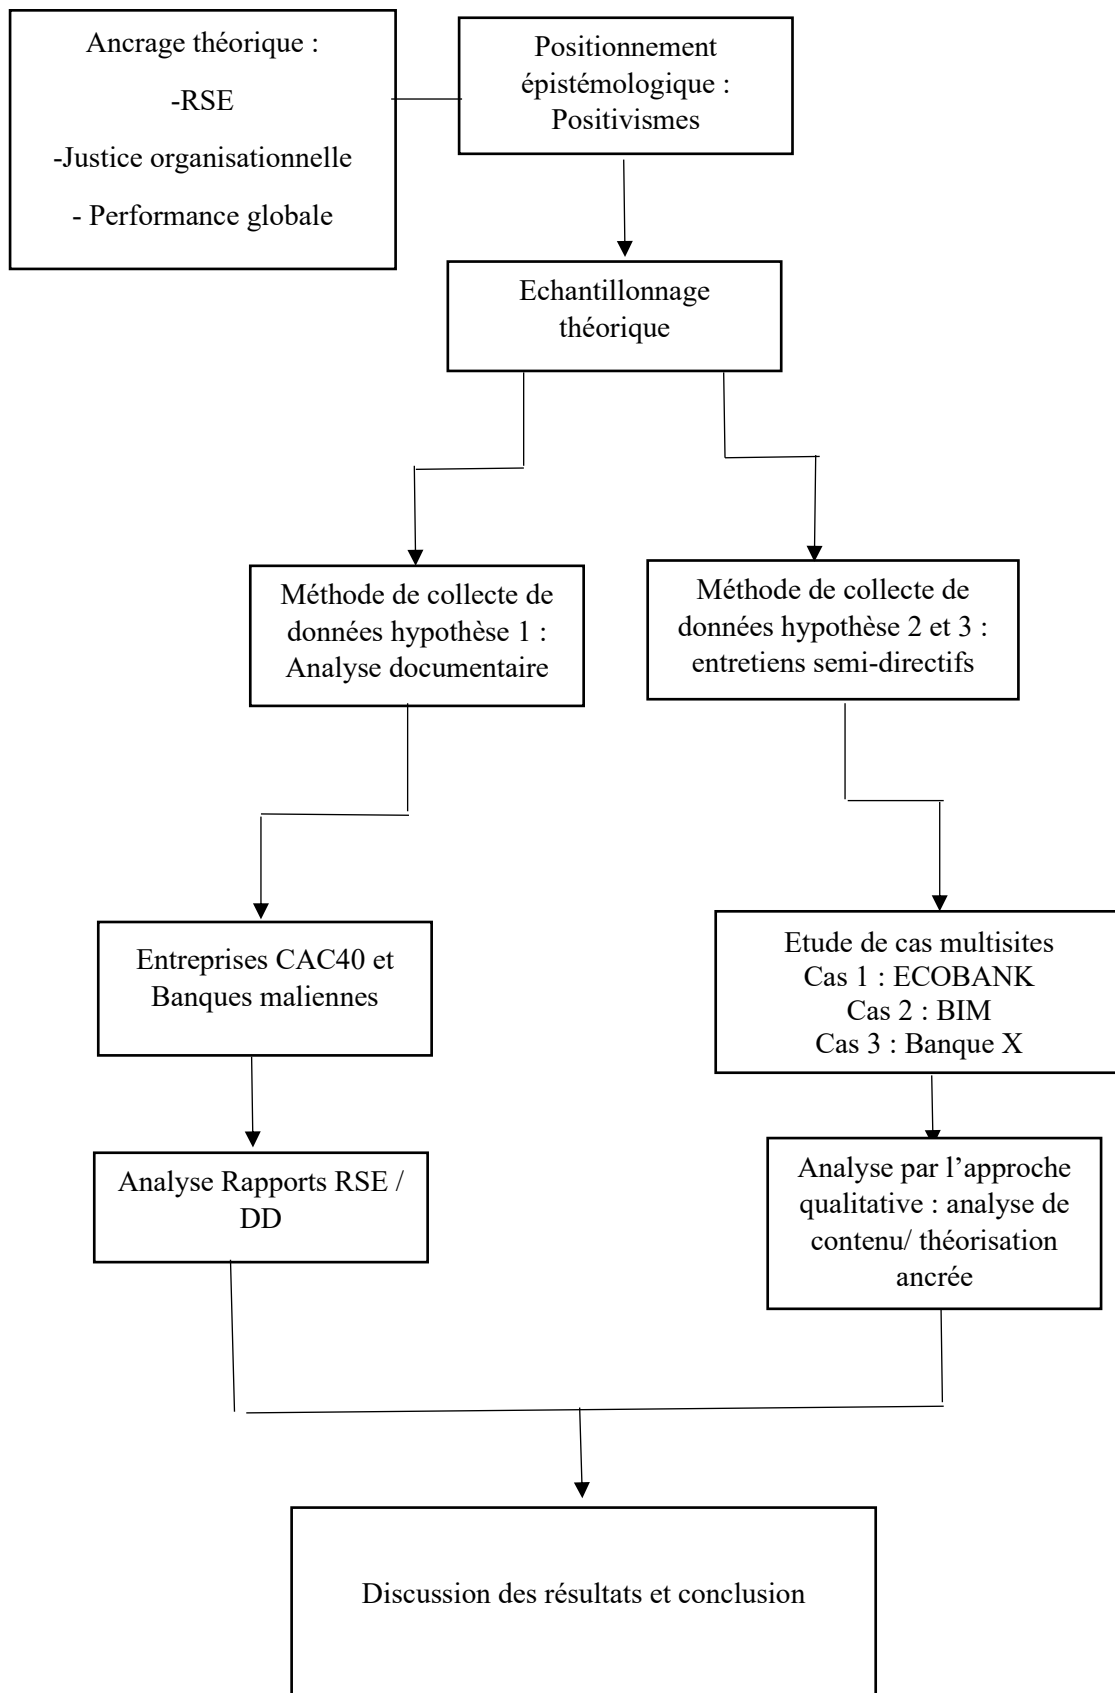 Ancrage théorique :
-RSE
-Justice organisationnelle
- Performance globale
Positionnement
épistémologique :
Positivismes
Echantillonnage
théorique
Méthode de collecte de
données hypothèse 1 :
Analyse documentaire
Méthode de collecte de
données hypothèse 2 et 3 :
entretiens semi-directifs
Entreprises CAC40 et
Banques maliennes
Etude de cas multisites
Cas 1 : ECOBANK
Cas 2 : BIM
Cas 3 : Banque X
Analyse Rapports RSE /
DD
Analyse par l’approche
qualitative : analyse de
contenu/ théorisation
ancrée
Discussion des résultats et conclusion